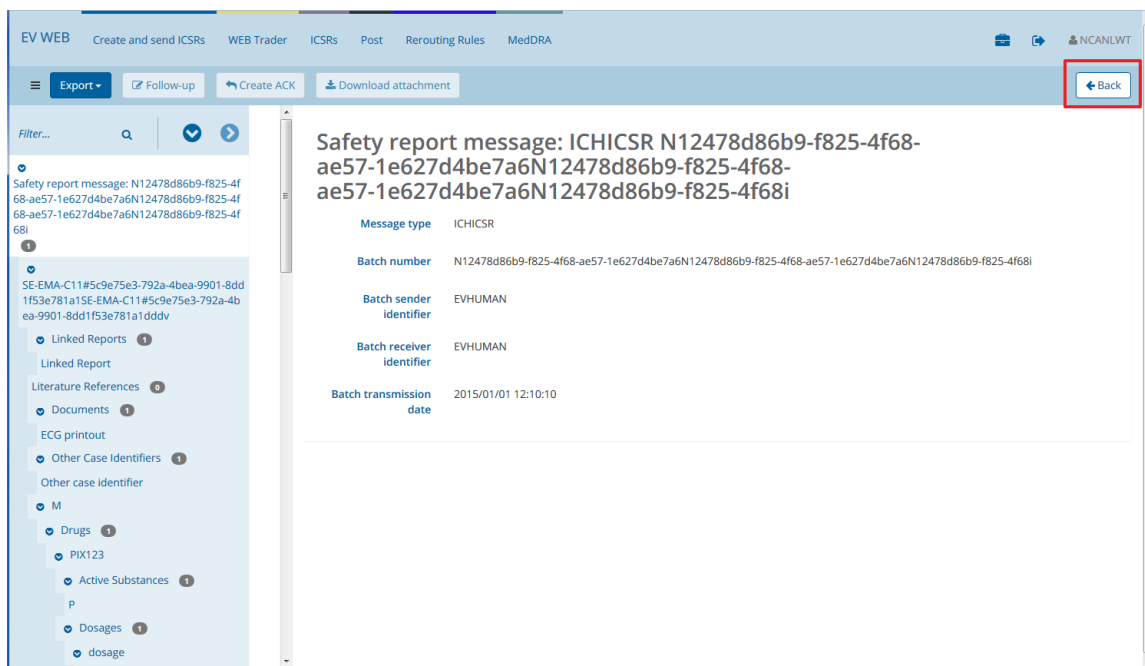 EV WEB Create and send ICSRs WEB Trader ICSRs Post Rerouting Rules MedDRA NCANLWT
Export Follow-up Create ACK Download attachment Back
Filter...
Safety report message: N12478d86b9-f825-4f
68-ae57-1e627d4be7a6N12478d86b9-f825-4f
68-ae57-1e627d4be7a6N12478d86b9-f825-4f
68i
1
SE-EMA-C11#5c9e75e3-792a-4bea-9901-8dd
1f53e781a1SE-EMA-C11#5c9e75e3-792a-4b
ea-9901-8dd1f53e781a1dddv
Linked Reports 1
Linked Report
Literature References 0
Documents 1
ECG printout
Other Case Identifiers 1
Other case identifier
M
Drugs 1
PIX123
Active Substances 1
P
Dosages 1
dosage
Safety report message: ICHICSR N12478d86b9-f825-4f68-
ae57-1e627d4be7a6N12478d86b9-f825-4f68-
ae57-1e627d4be7a6N12478d86b9-f825-4f68i
Message type ICHICSR
Batch number N12478d86b9-f825-4f68-ae57-1e627d4be7a6N12478d86b9-f825-4f68-ae57-1e627d4be7a6N12478d86b9-f825-4f68i
Batch sender EVHUMAN
identifier
Batch receiver EVHUMAN
identifier
Batch transmission 2015/01/01 12:10:10
date